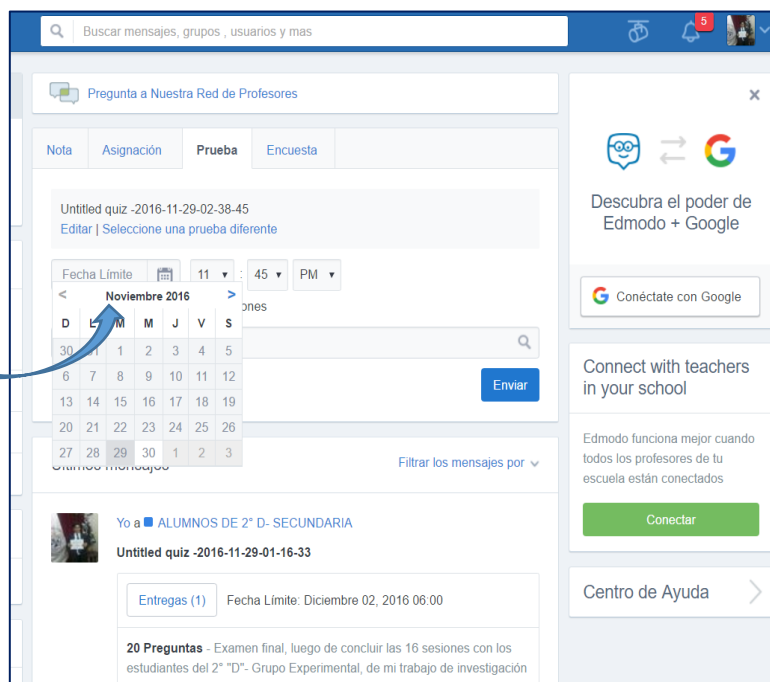 Buscar mensajes, grupos , usuarios y mas
5
Pregunta a Nuestra Red de Profesores
Nota Asignación Prueba Encuesta
Untitled quiz -2016-11-29-02-38-45
Editar | Seleccione una prueba diferente
Fecha Límite 11 : 45 PM
< Noviembre 2016 >
D L M M J V S
30 31 1 2 3 4 5
6 7 8 9 10 11 12
13 14 15 16 17 18 19
20 21 22 23 24 25 26
27 28 29 30 1 2 3
Enviar
Últimos mensajes
Filtrar los mensajes por
Yo a ALUMNOS DE 2° D- SECUNDARIA
Untitled quiz -2016-11-29-01-16-33
Entregas (1) Fecha Límite: Diciembre 02, 2016 06:00
20 Preguntas - Examen final, luego de concluir las 16 sesiones con los
estudiantes del 2° "D"- Grupo Experimental, de mi trabajo de investigación
x
Descubra el poder de
Edmodo + Google
G Conéctate con Google
Connect with teachers
in your school
Edmodo funciona mejor cuando
todos los profesores de tu
escuela están conectados
Conectar
Centro de Ayuda